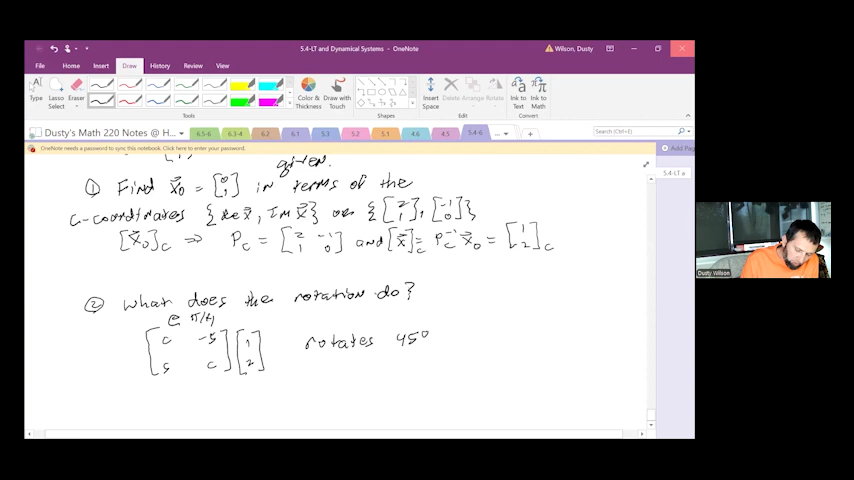 5.4-LT and Dynamical Systems - OneNote
Wilson, Dusty
File Home Insert Draw History Review View
Type Lasso Select Eraser
Color & Thickness Draw with Touch
Insert Space Delete Arrange Rotate
Ink to Text Ink to Math
Tools Shapes Edit Convert
Dusty's Math 220 Notes @ H... 6.5-6 6.3-4 6.2 6.1 5.3 5.2 5.1 4.6 4.5 5.4-6 ... + Search (Ctrl+E)
OneNote needs a password to sync this notebook. Click here to enter your password.
Add Pag
5.4-LT a
given.
① Find x⃗₀ = [0 1] in terms of the
C-coordinates {Re x⃗, Im x⃗} or {[2 1], [-1 0]}
[x⃗₀]_C ⇒ P_C = [2 -1 1 0] and [x⃗]_C = P_C⁻¹ x⃗₀ = [1 2]_C
② What does the rotation do?
@ π/4
[c -s s c] [1 2] rotates 45°
Dusty Wilson